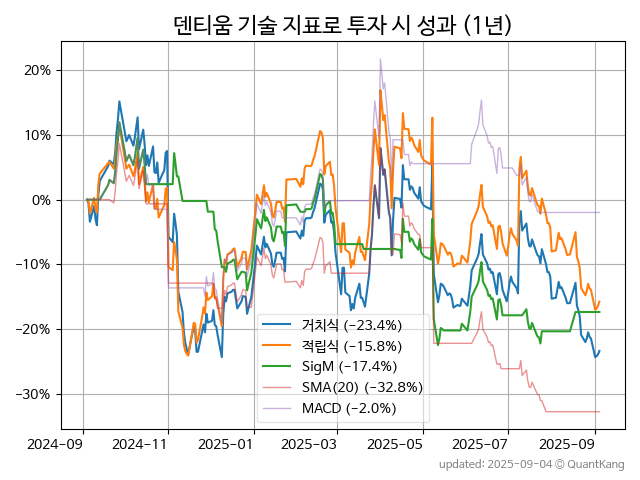 덴티움 기술 지표로 투자 시 성과 (1년)
20%
10%
0%
−10%
−20%
−30%
거치식 (−23.4%)
적립식 (−15.8%)
SigM (−17.4%)
SMA(20) (−32.8%)
MACD (−2.0%)
2024-09
2024-11
2025-01
2025-03
2025-05
2025-07
2025-09
updated: 2025-09-04 © QuantKang